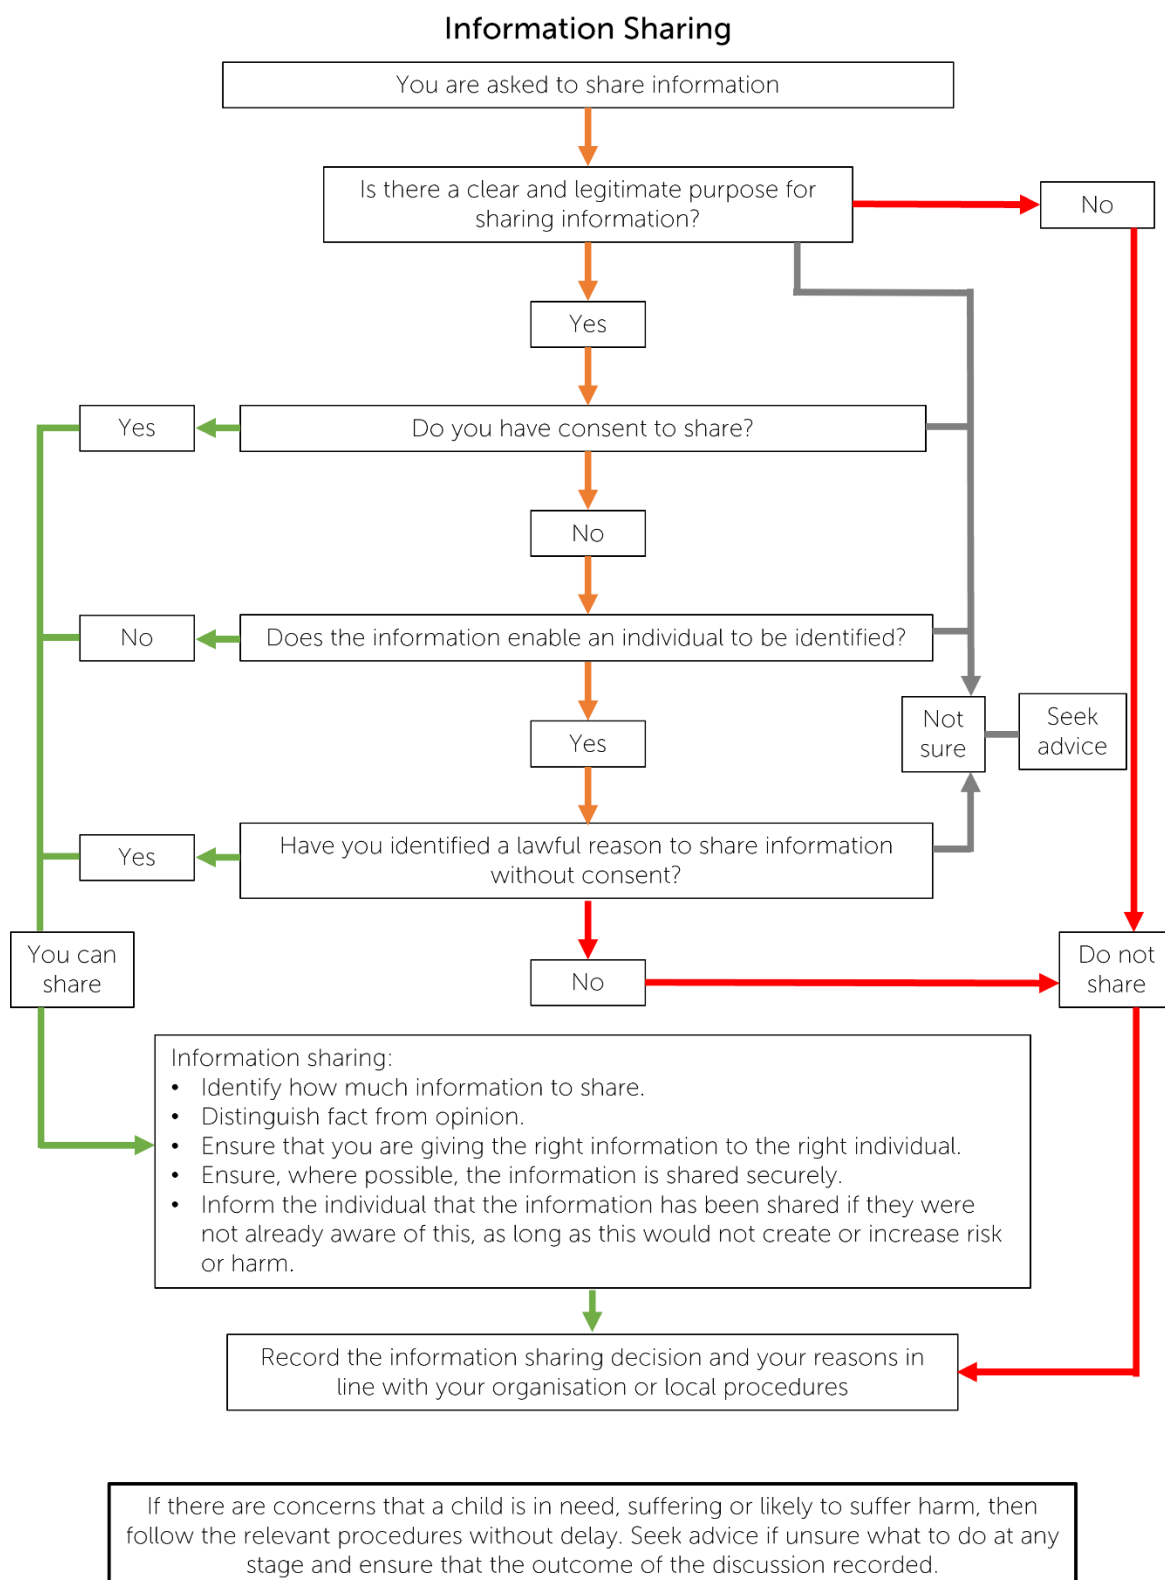 Information Sharing
You are asked to share information
Is there a clear and legitimate purpose for
sharing information?
No
Yes
Yes
Do you have consent to share?
No
No
Does the information enable an individual to be identified?
Not
sure
Seek
advice
Yes
Yes
Have you identified a lawful reason to share information
without consent?
You can
share
No
Do not
share
Information sharing:
• Identify how much information to share.
• Distinguish fact from opinion.
• Ensure that you are giving the right information to the right individual.
• Ensure, where possible, the information is shared securely.
• Inform the individual that the information has been shared if they were
not already aware of this, as long as this would not create or increase risk
or harm.
Record the information sharing decision and your reasons in
line with your organisation or local procedures
If there are concerns that a child is in need, suffering or likely to suffer harm, then
follow the relevant procedures without delay. Seek advice if unsure what to do at any
stage and ensure that the outcome of the discussion recorded.